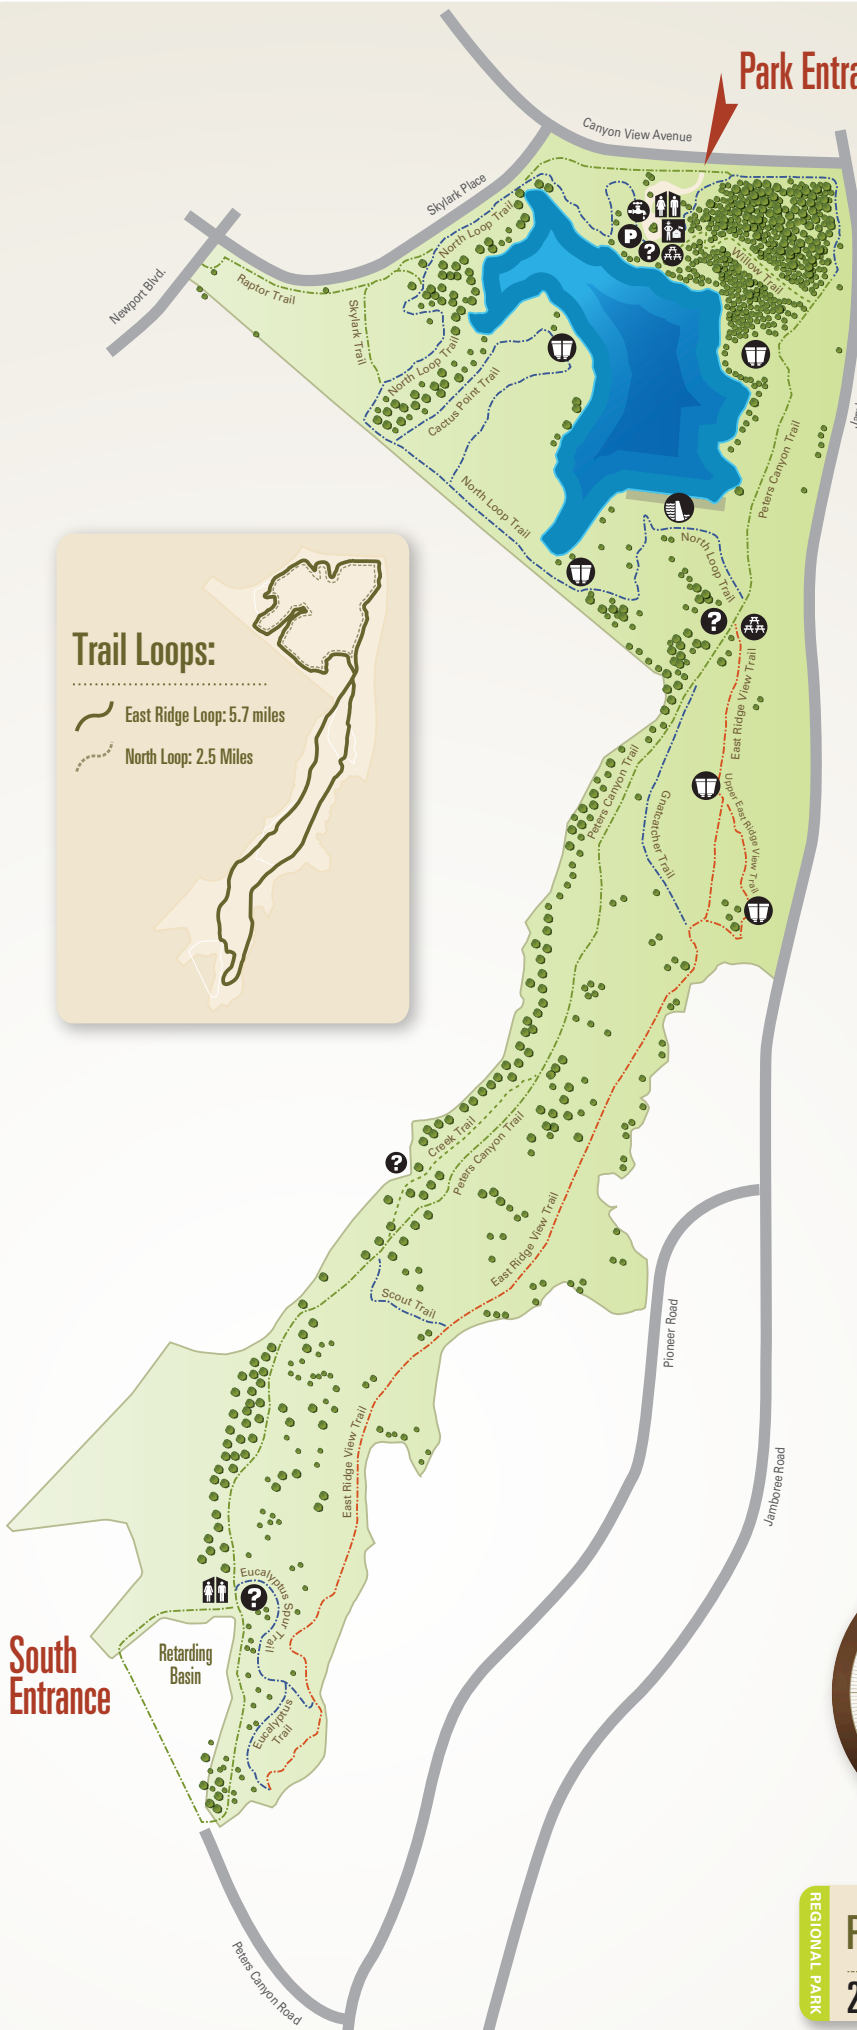 Park Entra
Canyon View Avenue
Skylark Place
Newport Blvd.
North Loop Trail
Willow Trail
Raptor Trail
Skylark Trail
P
?
North Loop Trail
Cactus Point Trail
Peters Canyon Trail
North Loop Trail
North Loop Trail
?
Trail Loops:
East Ridge Loop: 5.7 miles
North Loop: 2.5 Miles
East Ridge View Trail
Peters Canyon Trail
Gnatcatcher Trail
Upper East Ridge View Trail
Creek Trail
Peters Canyon Trail
?
East Ridge View Trail
Scout Trail
Pioneer Road
East Ridge View Trail
Jamboree Road
Eucalyptus Spur Trail
?
South
Entrance
Retarding
Basin
Eucalyptus
Trail
Peters Canyon Road
REGIONAL PARK
2